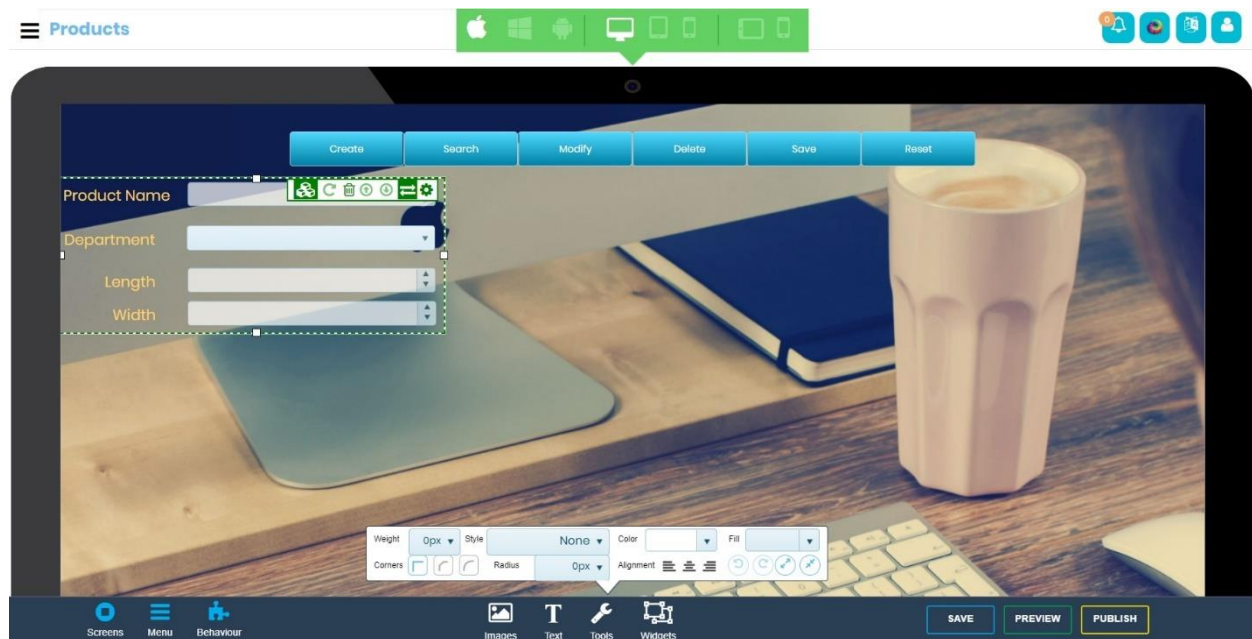 Products
0
Create Search Modify Delete Save Reset
Product Name
Department
Length
Width
Weight 0px Style None Color Fill
Corners Radius 0px Alignment
Screens Menu Behaviour Images T Text Tools Widgets SAVE PREVIEW PUBLISH